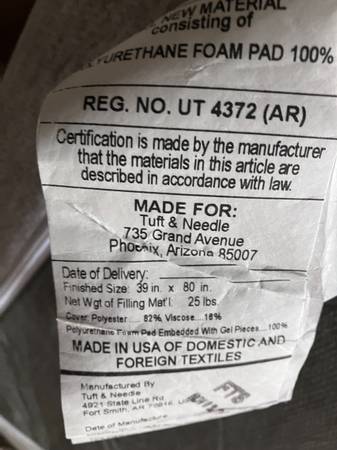 NEW MATERIAL
consisting of
URETHANE FOAM PAD 100%
REG. NO. UT 4372 (AR)
Certification is made by the manufacturer
that the materials in this article are
described in accordance with law.
MADE FOR:
Tuft & Needle
735 Grand Avenue
Phoenix, Arizona 85007
Date of Delivery:
Finished Size: 39 in. x 80 in.
Net Wgt of Filling Mat'l: 25 lbs.
Cover: Polyester 82% Viscose 18%
Polyurethane Foam Pad Embedded With Gel Pieces 100%
MADE IN USA OF DOMESTIC AND
FOREIGN TEXTILES
Manufactured By
Tuft & Needle
4921 State Line Rd
Fort Smith, AR
Date of Manufacture
FTS